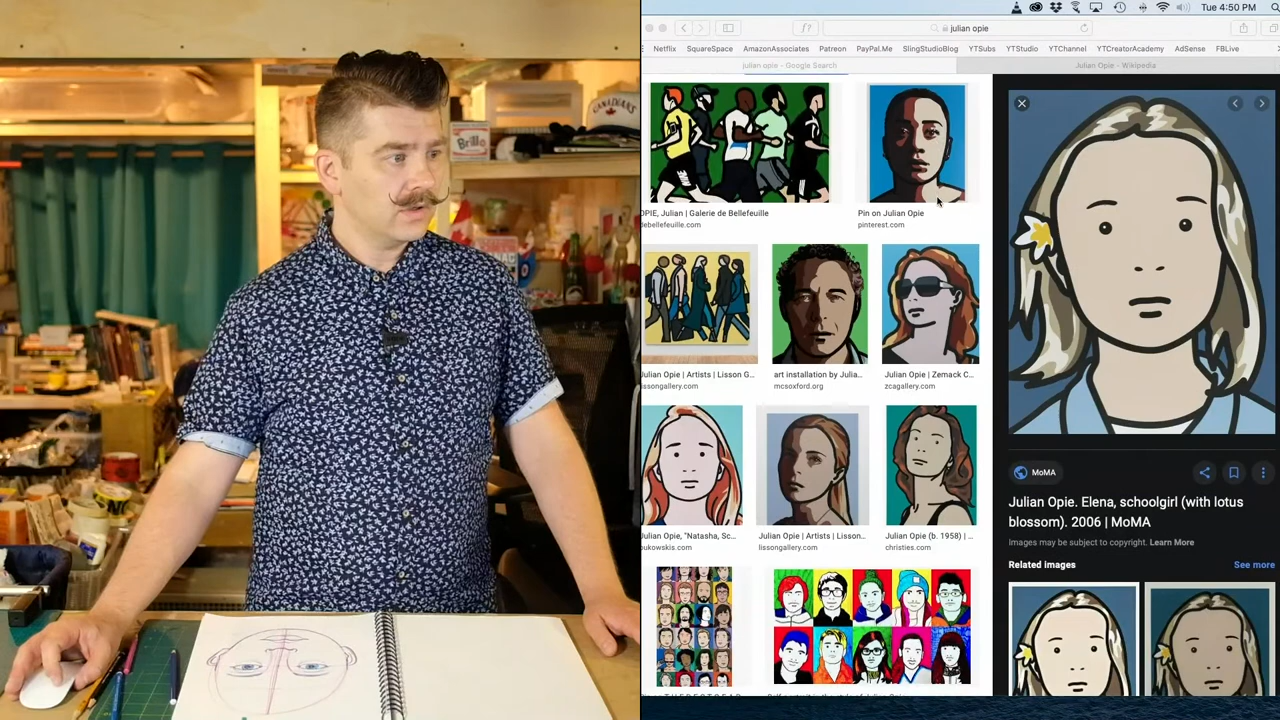 Tue 4:50 PM
julian opie
Netflix SquareSpace AmazonAssociates Patreon PayPal.Me SlingStudioBlog YTSubs YTStudio YTChannel YTCreatorAcademy AdSense FBLive
julian opie - Google Search
Julian Opie - Wikipedia
CANADIANS
Brillo
OPIE, Julian | Galerie de Bellefeuille
debellefeuille.com
Pin on Julian Opie
pinterest.com
Julian Opie | Artists | Lisson G...
lissongallery.com
art installation by Julia...
mcsoxford.org
Julian Opie | Zemack C...
zcagallery.com
Julian Opie, "Natasha, Sc...
bukowskis.com
Julian Opie | Artists | Lisson...
lissongallery.com
Julian Opie (b. 1958) | ...
christies.com
MoMA
Julian Opie. Elena, schoolgirl (with lotus
blossom). 2006 | MoMA
Images may be subject to copyright. Learn More
Related images
See more